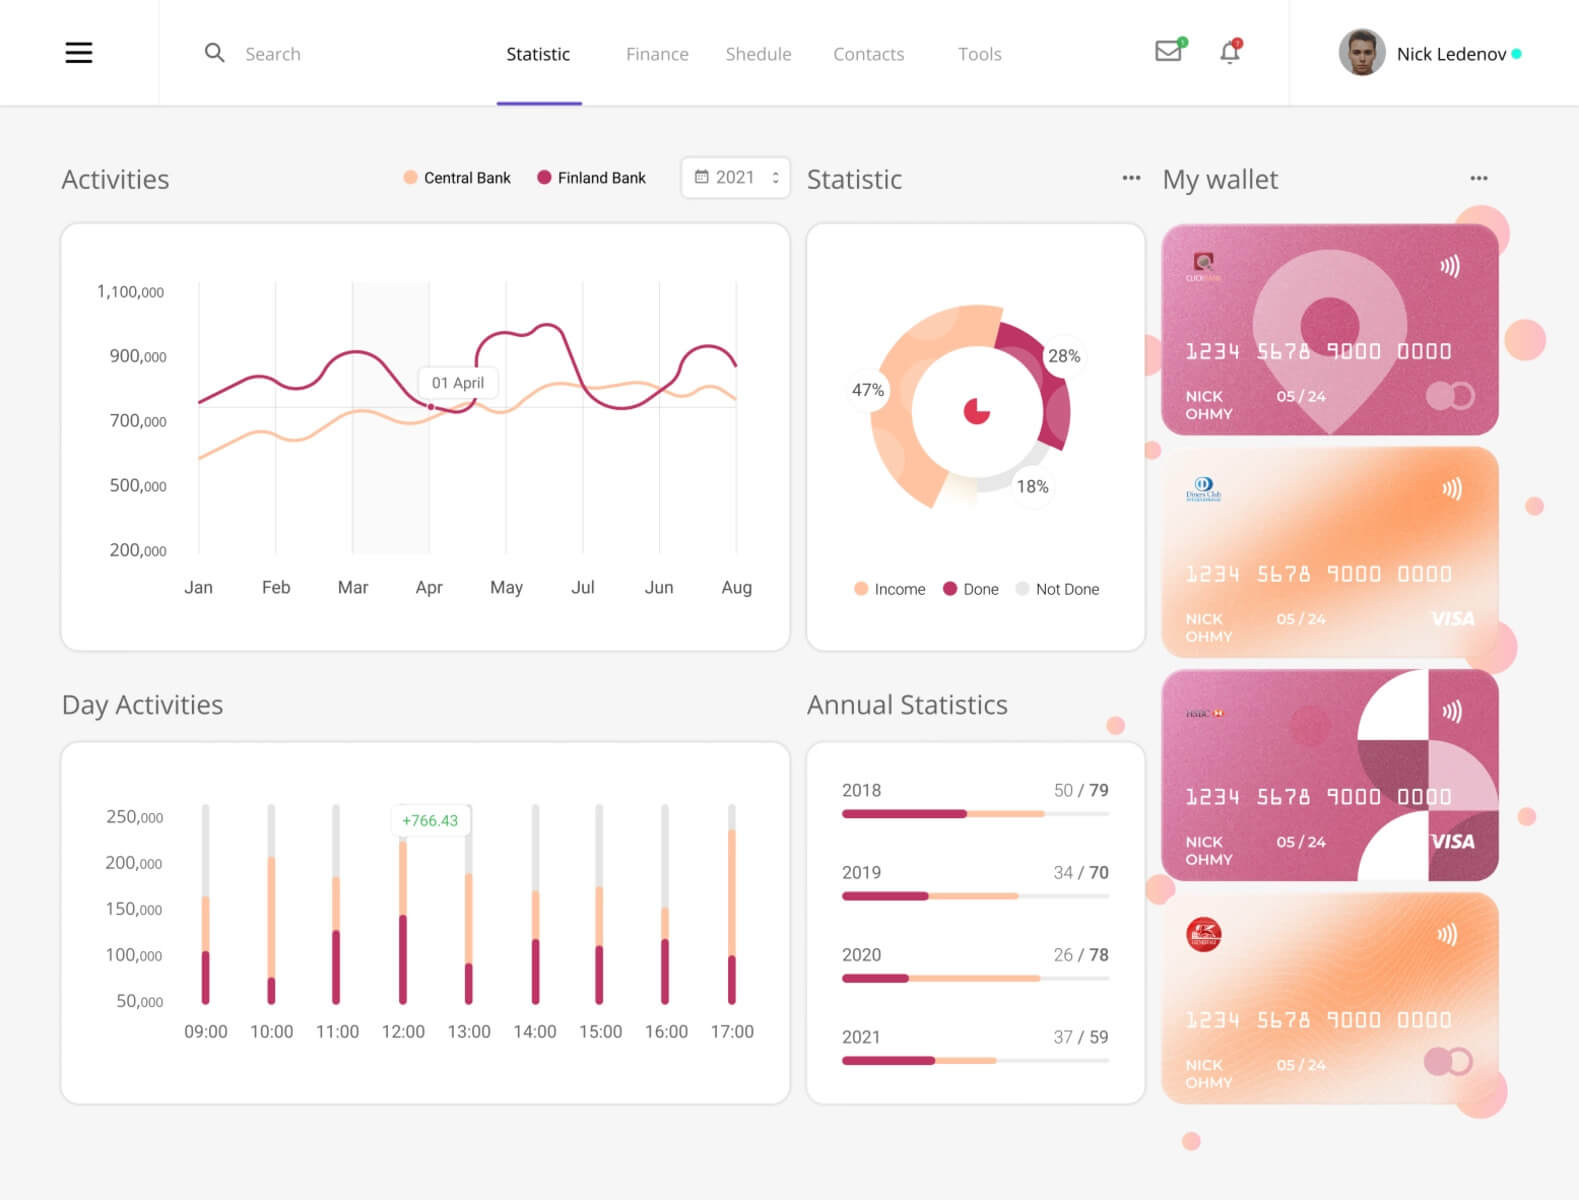 Search
Statistic
Finance
Shedule
Contacts
Tools
Nick Ledenov
Activities
Central Bank
Finland Bank
2021
1,100,000
900,000
700,000
500,000
200,000
01 April
Jan Feb Mar Apr May Jul Jun Aug
Statistic
47%
28%
18%
Income Done Not Done
My wallet
CLICKBANK
1234 5678 9000 0000
NICK 05 / 24
OHMY
Diners Club
INTERNATIONAL
1234 5678 9000 0000
NICK 05 / 24 VISA
OHMY
HSBC
1234 5678 9000 0000
NICK 05 / 24 VISA
OHMY
GENERALI
1234 5678 9000 0000
NICK 05 / 24
OHMY
Day Activities
250,000
200,000
150,000
100,000
50,000
+766.43
09:00 10:00 11:00 12:00 13:00 14:00 15:00 16:00 17:00
Annual Statistics
2018 50 / 79
2019 34 / 70
2020 26 / 78
2021 37 / 59